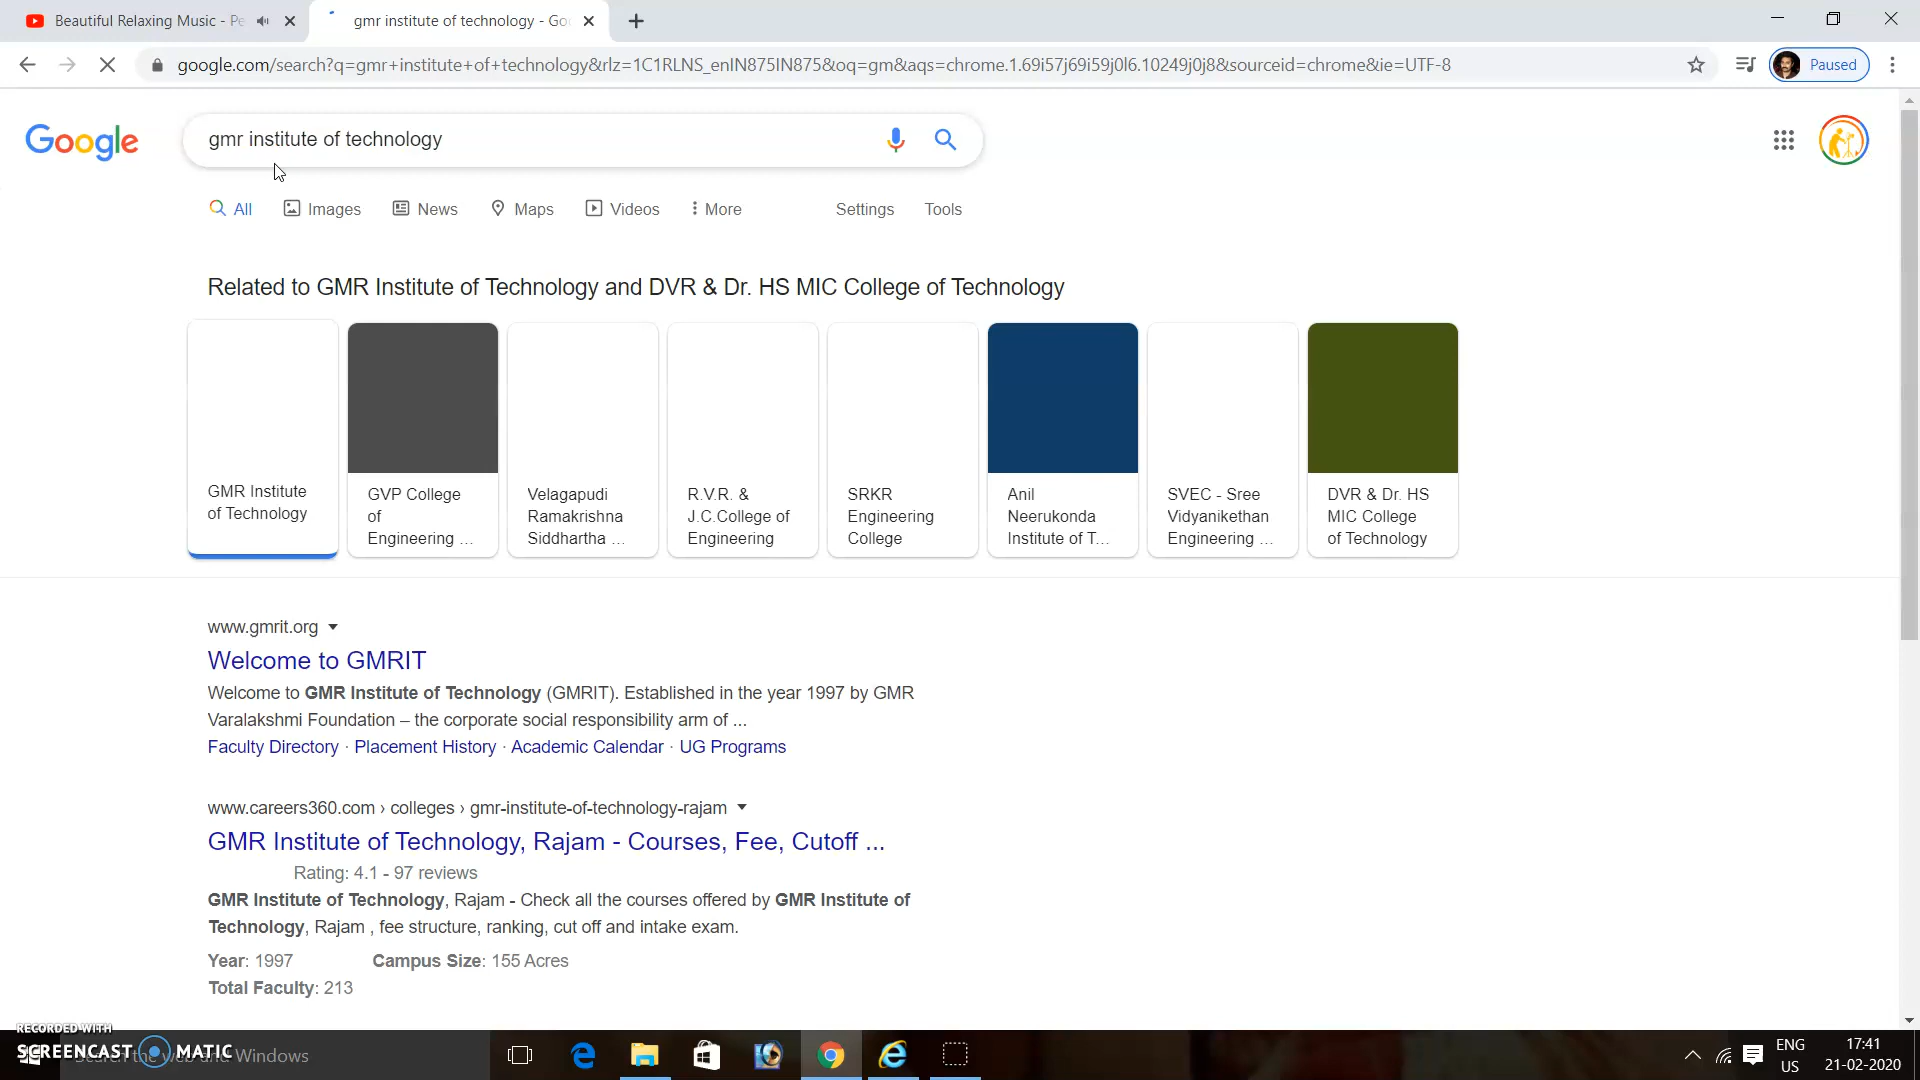 Beautiful Relaxing Music - Pe
gmr institute of technology - Goo
google.com/search?q=gmr+institute+of+technology&rlz=1C1RLNS_enIN875IN875&oq=gm&aqs=chrome.1.69i57j69i59j0l6.10249j0j8&sourceid=chrome&ie=UTF-8
Paused
Google
gmr institute of technology
All
Images
News
Maps
Videos
More
Settings
Tools
Related to GMR Institute of Technology and DVR & Dr. HS MIC College of Technology
GMR Institute
of Technology
GVP College
of
Engineering ...
Velagapudi
Ramakrishna
Siddhartha ...
R.V.R. &
J.C.College of
Engineering
SRKR
Engineering
College
Anil
Neerukonda
Institute of T...
SVEC - Sree
Vidyanikethan
Engineering ...
DVR & Dr. HS
MIC College
of Technology
www.gmrit.org
Welcome to GMRIT
Welcome to GMR Institute of Technology (GMRIT). Established in the year 1997 by GMR
Varalakshmi Foundation – the corporate social responsibility arm of ...
Faculty Directory · Placement History · Academic Calendar · UG Programs
www.careers360.com › colleges › gmr-institute-of-technology-rajam
GMR Institute of Technology, Rajam - Courses, Fee, Cutoff ...
Rating: 4.1 - 97 reviews
GMR Institute of Technology, Rajam - Check all the courses offered by GMR Institute of
Technology, Rajam , fee structure, ranking, cut off and intake exam.
Year: 1997 Campus Size: 155 Acres
Total Faculty: 213
RECORDED WITH
SCREENCAST MATIC
Search the web and Windows
ENG
US
17:41
21-02-2020